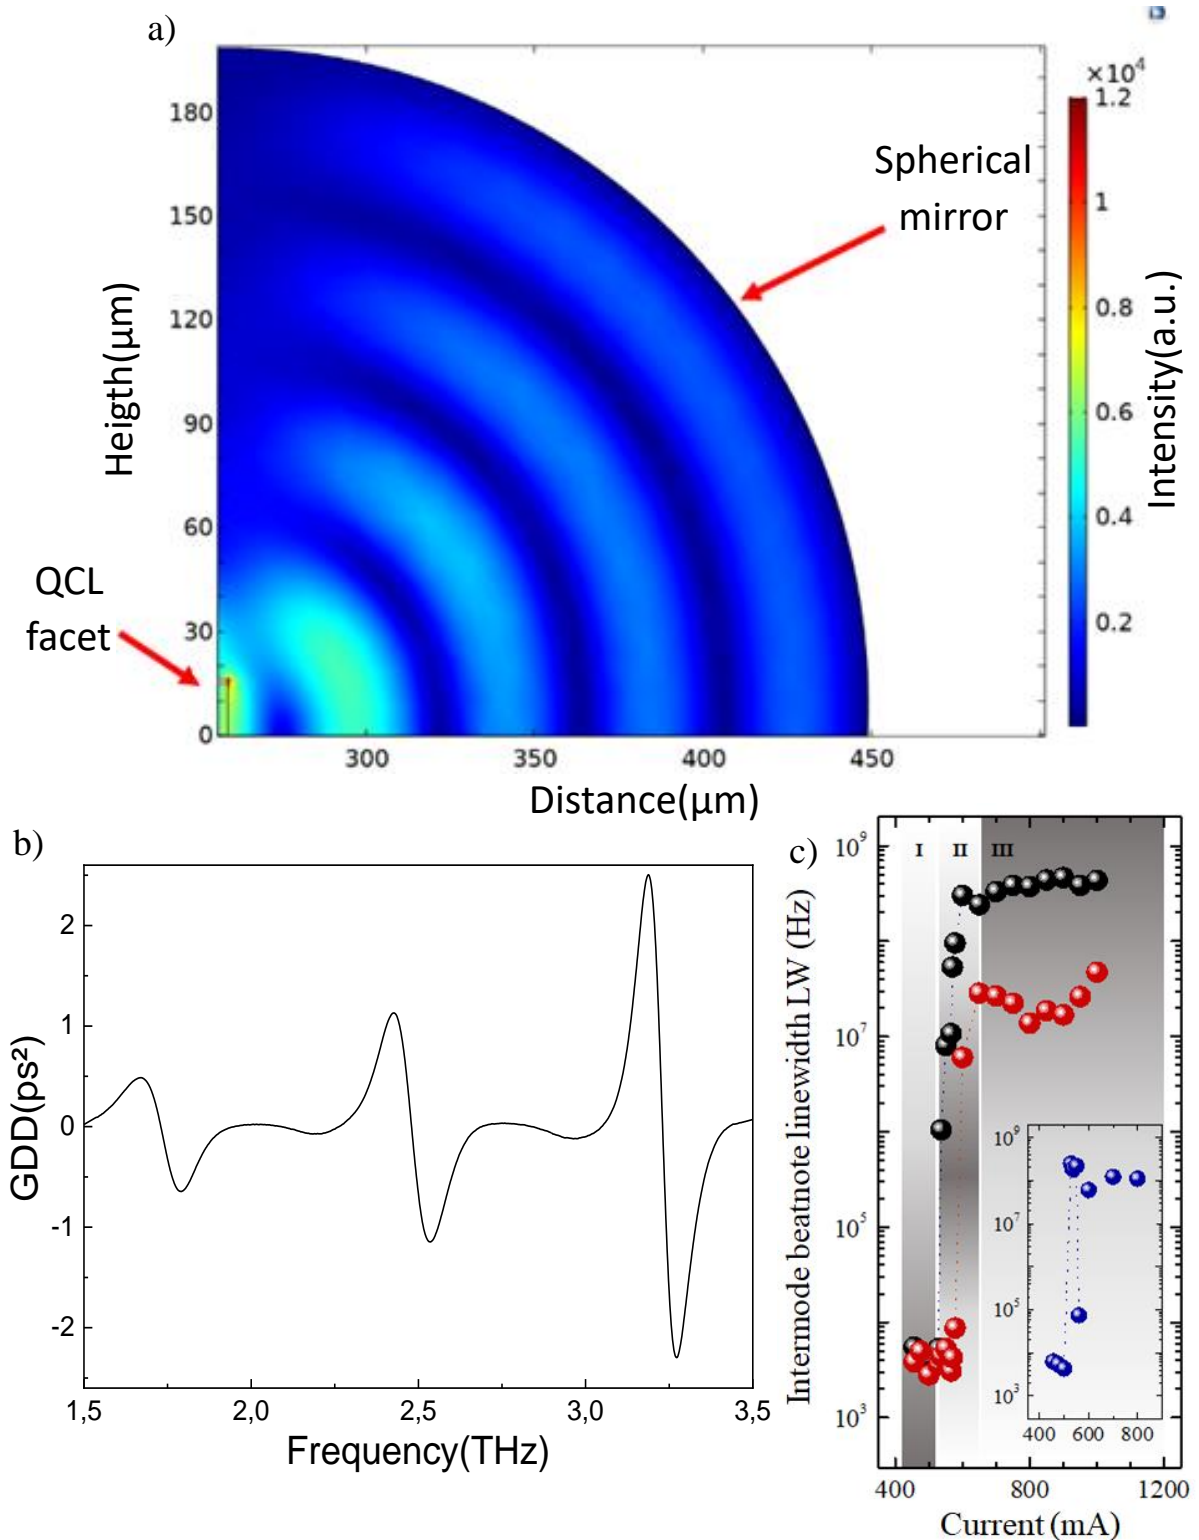 a)
×10⁴
1.2
1
0.8
0.6
0.4
0.2
Intensity(a.u.)
Spherical
mirror
Heigth(μm)
180
150
120
90
60
30
0
QCL
facet
300
350
400
450
Distance(μm)
b)
GDD(ps²)
2
1
0
-1
-2
1,5
2,0
2,5
3,0
3,5
Frequency(THz)
c)
Intermode beatnote linewidth LW (Hz)
10⁹
10⁷
10⁵
10³
I
II
III
10⁹
10⁷
10⁵
10³
400
600
800
400
800
1200
Current (mA)